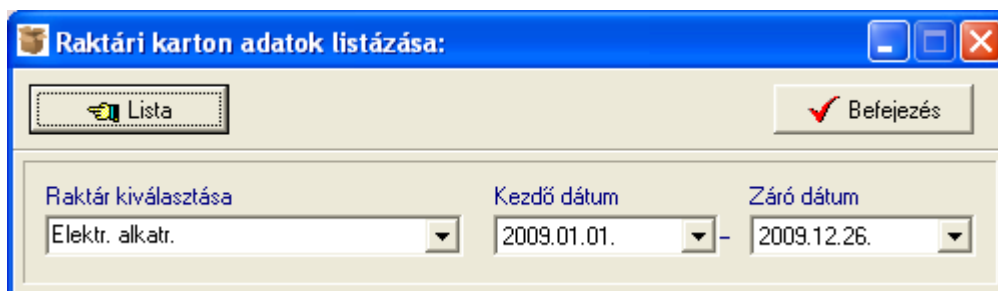 Raktári karton adatok listázása:
Lista Befejezés
Raktár kiválasztása Kezdő dátum Záró dátum
Elektr. alkatr. 2009.01.01. – 2009.12.26.